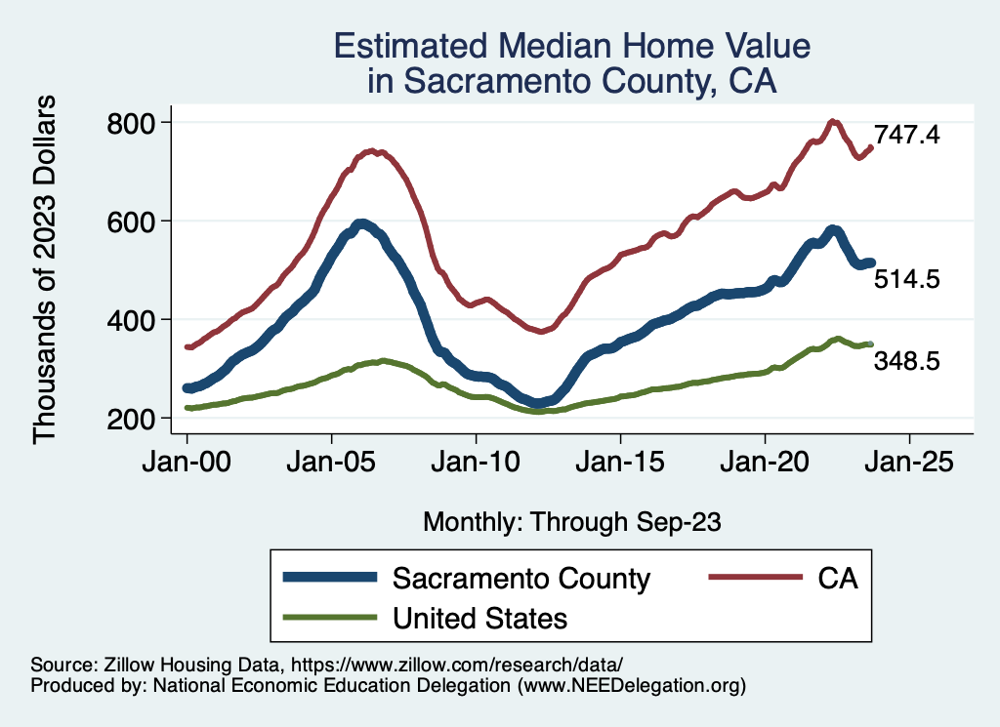 Estimated Median Home Value
in Sacramento County, CA
Thousands of 2023 Dollars
800
600
400
200
747.4
514.5
348.5
Jan-00 Jan-05 Jan-10 Jan-15 Jan-20 Jan-25
Monthly: Through Sep-23
Sacramento County CA
United States
Source: Zillow Housing Data, https://www.zillow.com/research/data/
Produced by: National Economic Education Delegation (www.NEEDelegation.org)